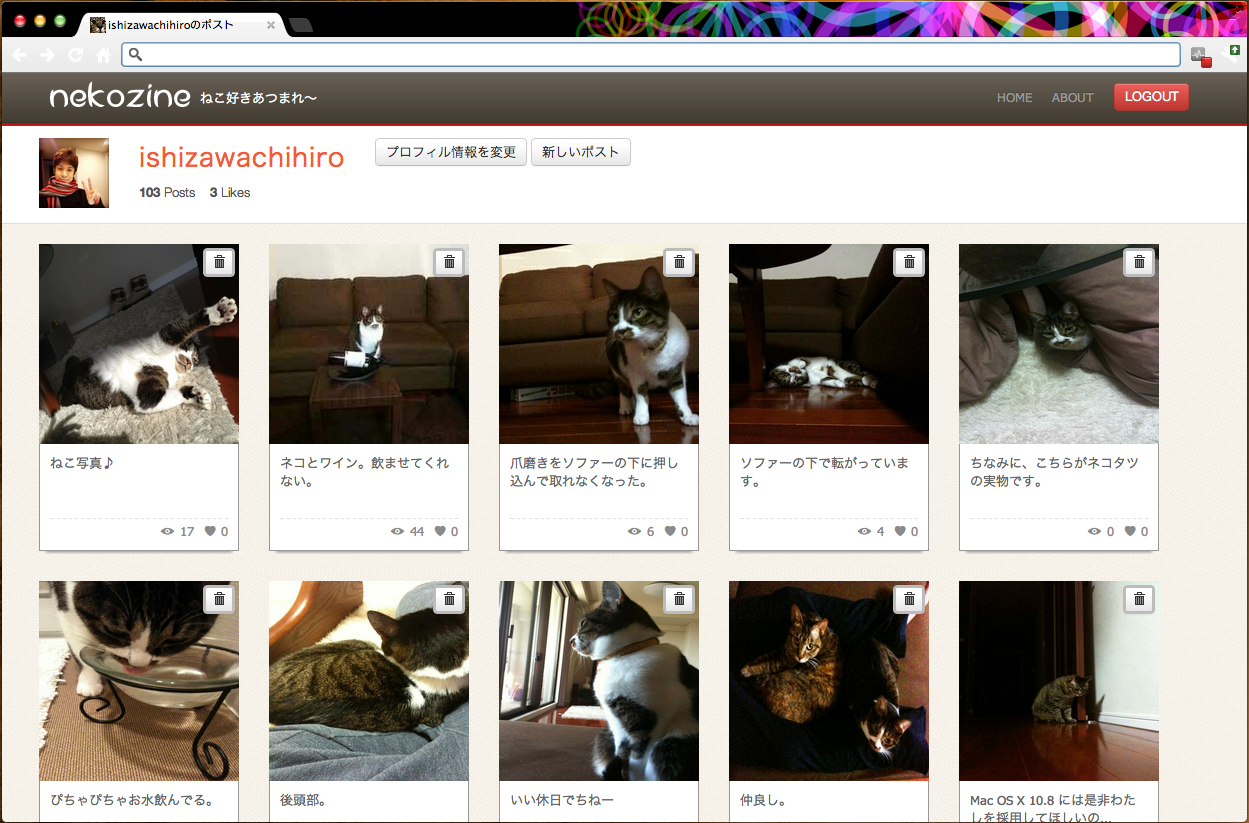 ishizawachihiroのポスト
nekozine ねこ好きあつまれ〜
HOME ABOUT LOGOUT
ishizawachihiro
プロフィル情報を変更 新しいポスト
103 Posts 3 Likes
ねこ写真♪
17 0
ネコとワイン。飲ませてくれ
ない。
44 0
爪磨きをソファーの下に押し
込んで取れなくなった。
6 0
ソファーの下で転がっていま
す。
4 0
ちなみに、こちらがネコタツ
の実物です。
0 0
ぴちゃぴちゃお水飲んでる。
後頭部。
いい休日でちねー
仲良し。
Mac OS X 10.8 には是非わた
しを採用してほしいの...